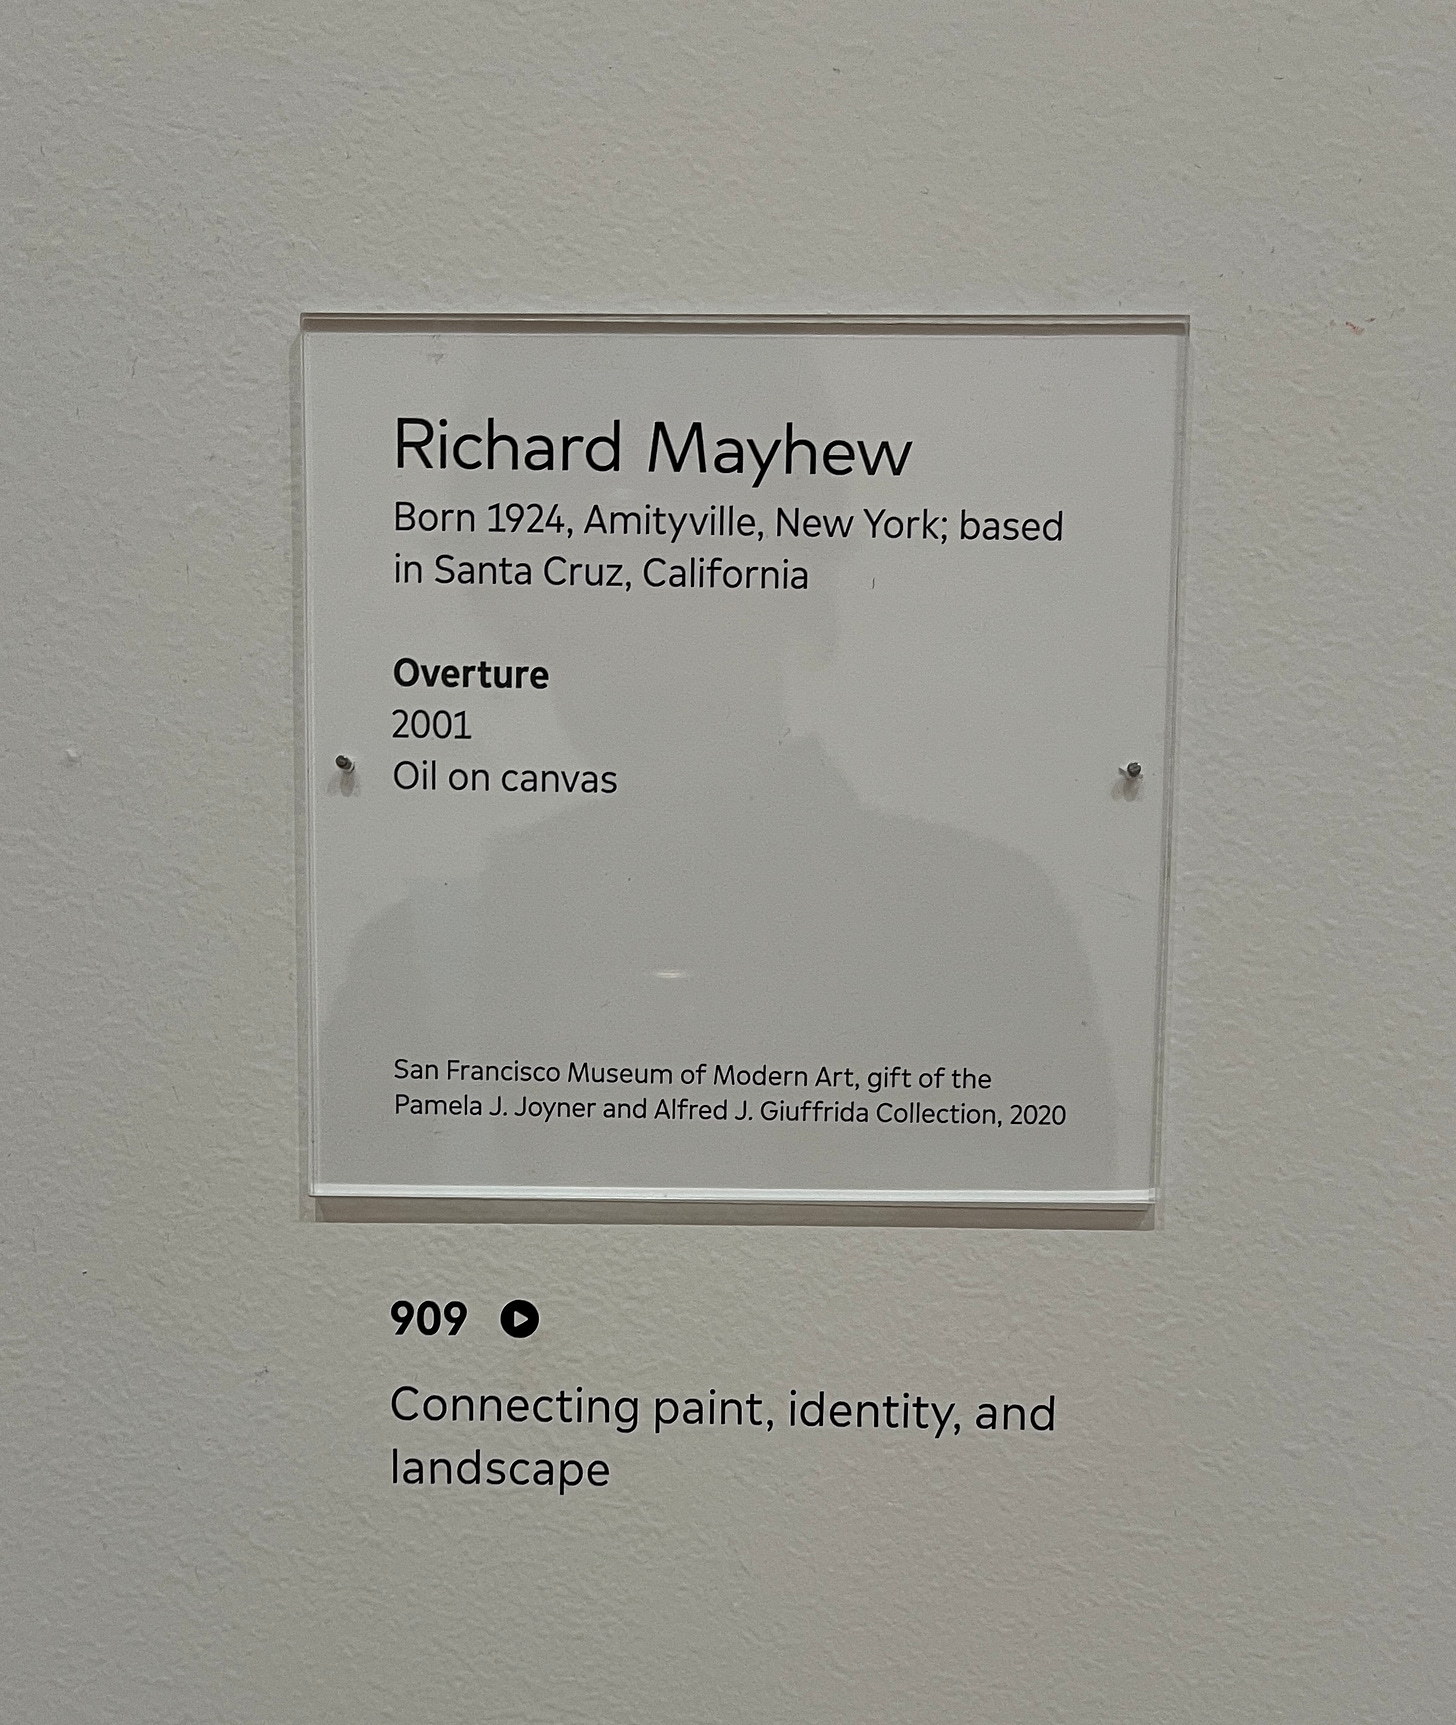 Richard Mayhew
Born 1924, Amityville, New York; based
in Santa Cruz, California
Overture
2001
Oil on canvas
San Francisco Museum of Modern Art, gift of the
Pamela J. Joyner and Alfred J. Giuffrida Collection, 2020
909
Connecting paint, identity, and
landscape